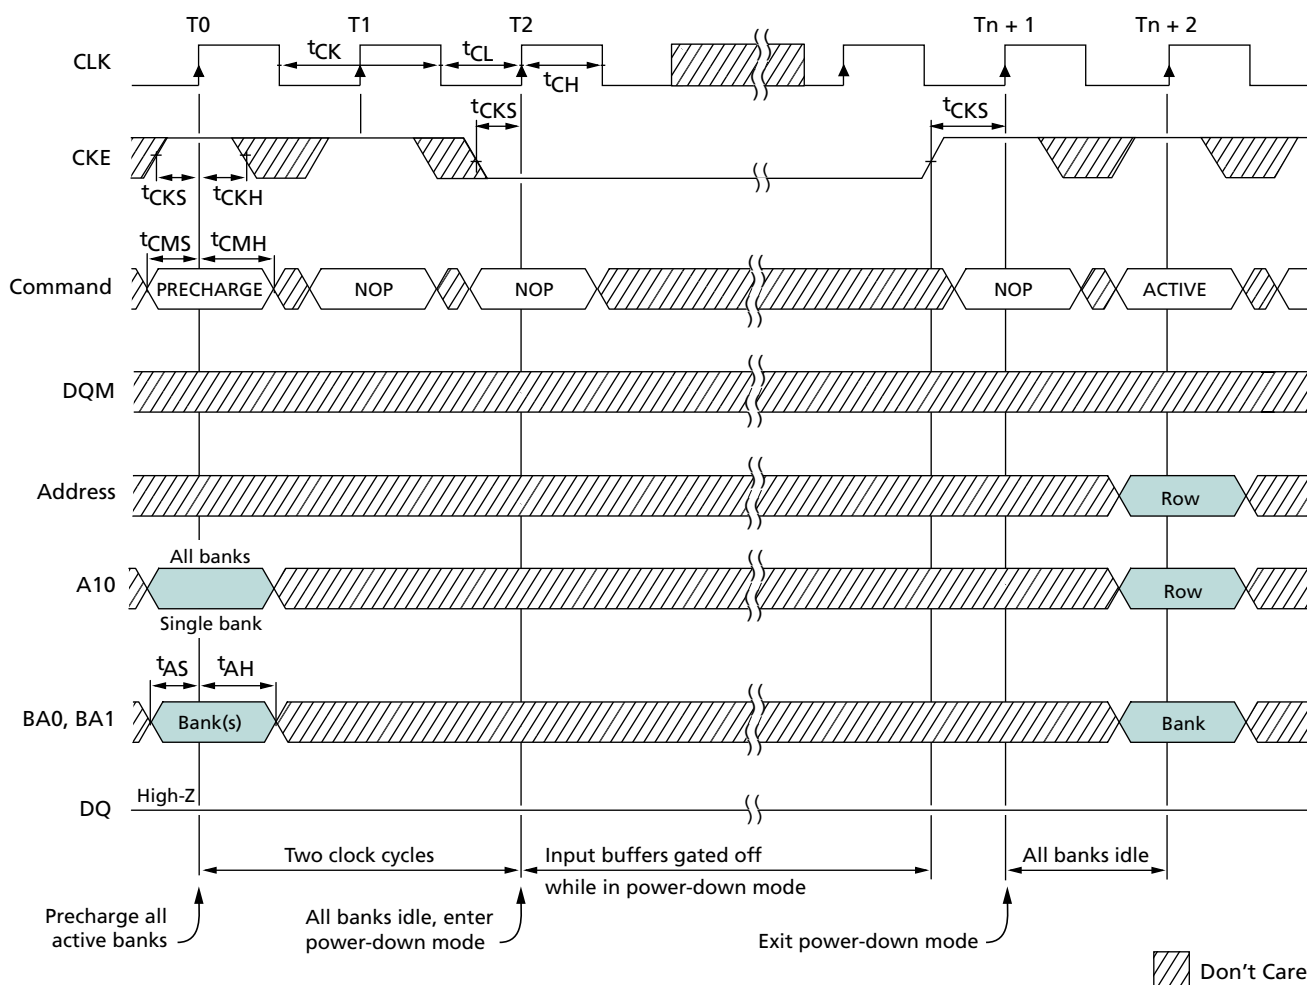 T0 T1 T2 Tn + 1 Tn + 2
CLK
tCK tCL
tCH
tCKS tCKS
CKE
tCKS tCKH
tCMS tCMH
Command PRECHARGE NOP NOP NOP ACTIVE
DQM
Address Row
All banks
A10 Row
Single bank
tAS tAH
BA0, BA1 Bank(s) Bank
High-Z
DQ
Two clock cycles
Input buffers gated off
while in power-down mode
All banks idle
Precharge all
active banks
All banks idle, enter
power-down mode
Exit power-down mode
Don't Care